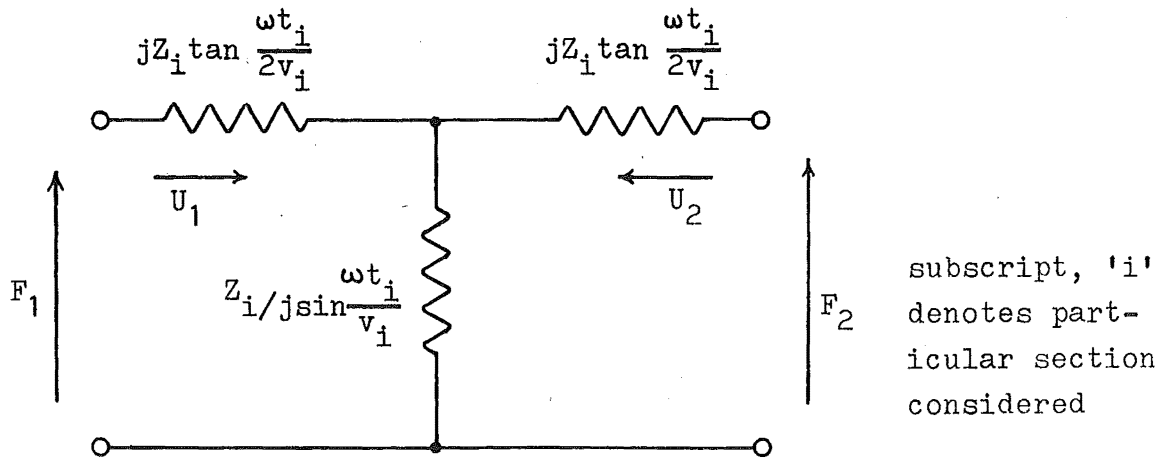 jZ_i tan ωt_i/2v_i
jZ_i tan ωt_i/2v_i
U_1
U_2
F_1
Z_i/jsin ωt_i/v_i
F_2
subscript, 'i'
denotes part-
icular section
considered